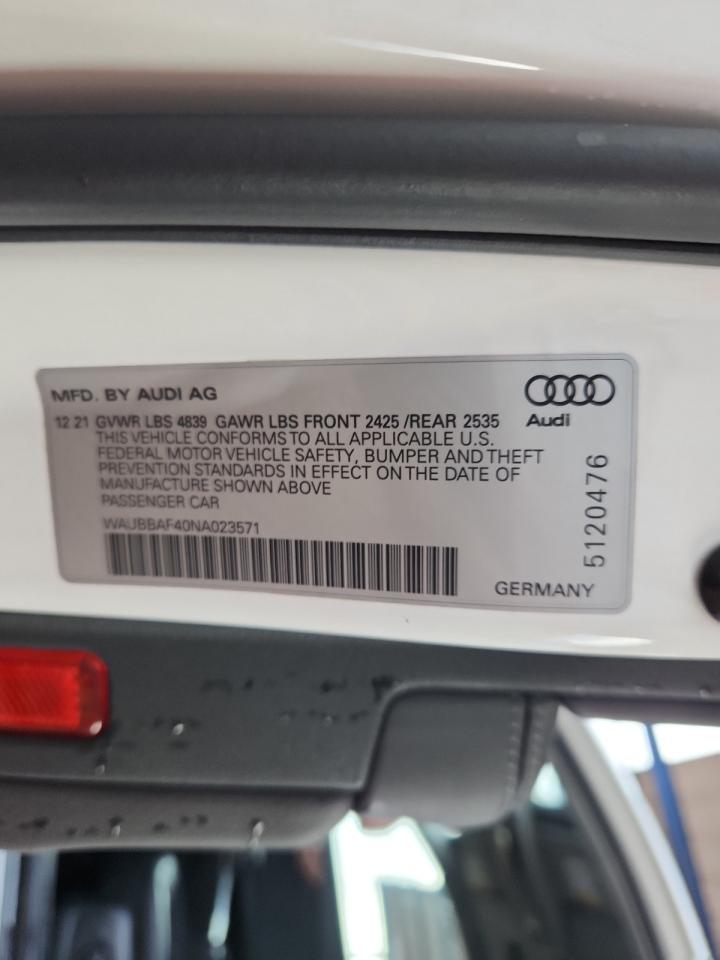 MFD. BY AUDI AG
12 21 GVWR LBS 4839 GAWR LBS FRONT 2425 /REAR 2535
THIS VEHICLE CONFORMS TO ALL APPLICABLE U.S.
FEDERAL MOTOR VEHICLE SAFETY, BUMPER AND THEFT
PREVENTION STANDARDS IN EFFECT ON THE DATE OF
MANUFACTURE SHOWN ABOVE
PASSENGER CAR
WAUBBAF40NA023571
Audi
5120476
GERMANY